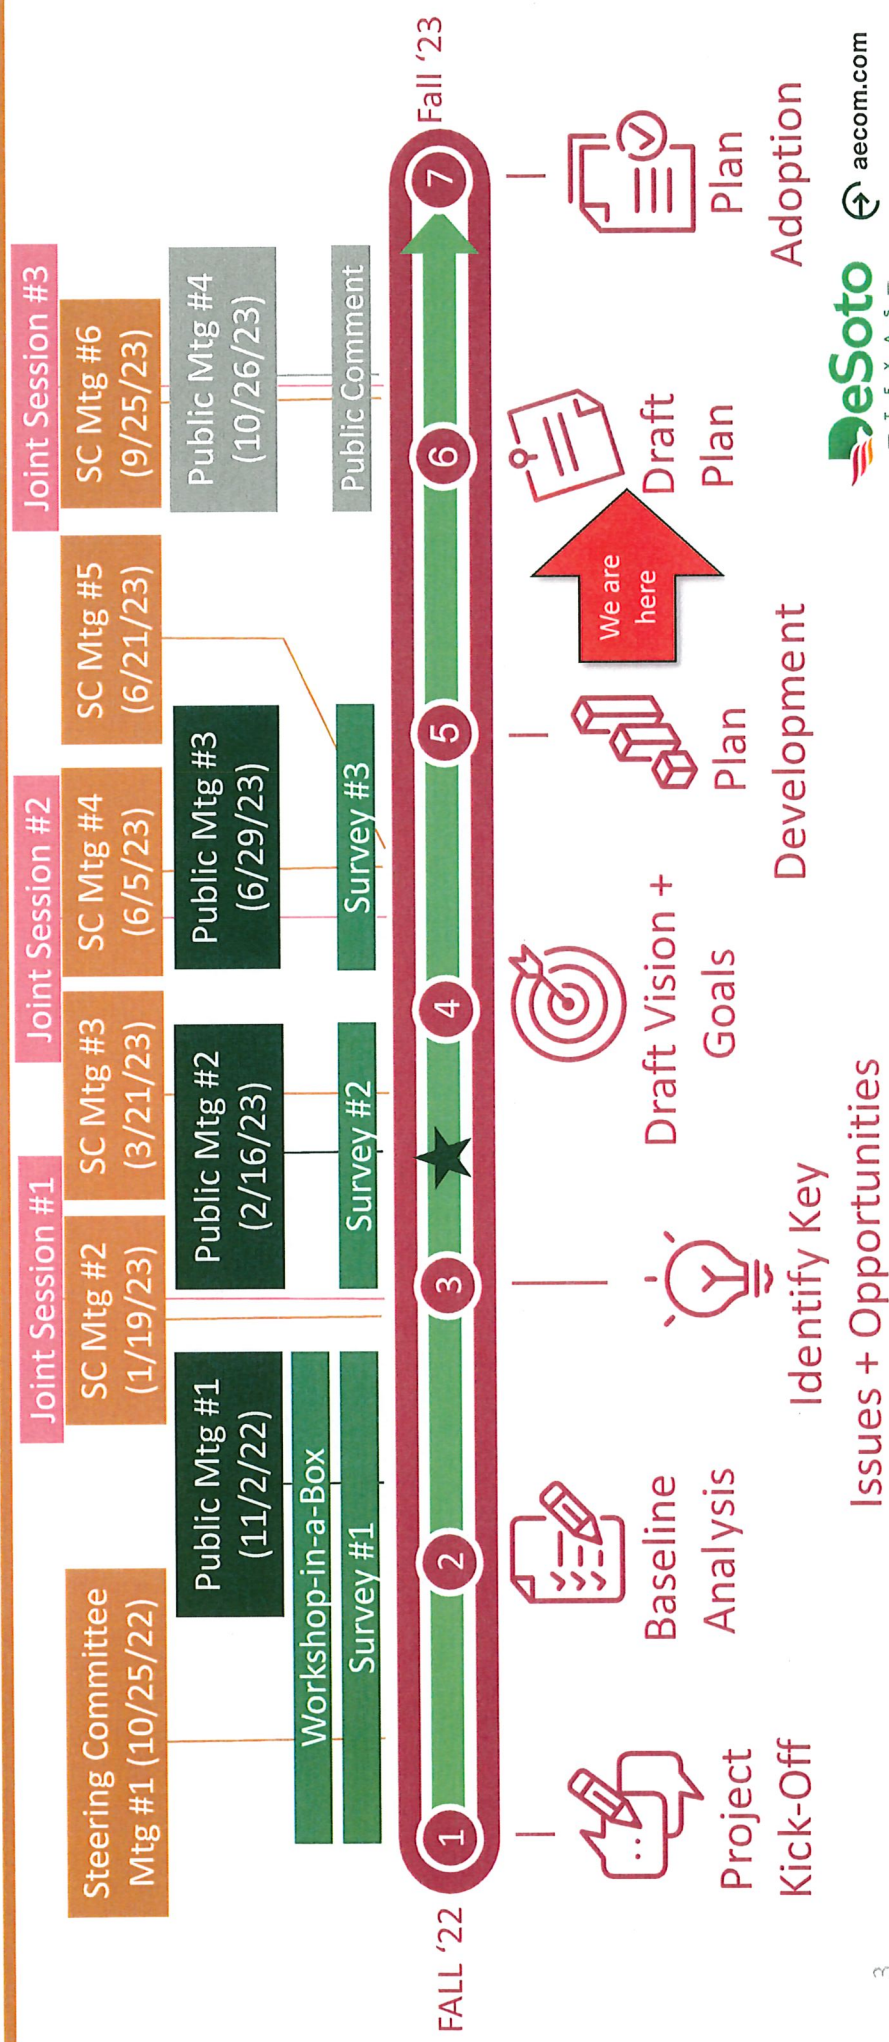 Joint Session #1
Joint Session #2
Joint Session #3
Steering Committee
Mtg #1 (10/25/22)
SC Mtg #2
(1/19/23)
SC Mtg #3
(3/21/23)
SC Mtg #4
(6/5/23)
SC Mtg #5
(6/21/23)
SC Mtg #6
(9/25/23)
Public Mtg #1
(11/2/22)
Public Mtg #2
(2/16/23)
Public Mtg #3
(6/29/23)
Public Mtg #4
(10/26/23)
Workshop-in-a-Box
Survey #1
Survey #2
Survey #3
Public Comment
FALL '22
1
2
3
4
5
6
7
Fall '23
Project
Kick-Off
Baseline
Analysis
Identify Key
Issues + Opportunities
Draft Vision +
Goals
Plan
Development
We are
here
Draft
Plan
Plan
Adoption
3
DeSoto
TEXAS
aecom.com